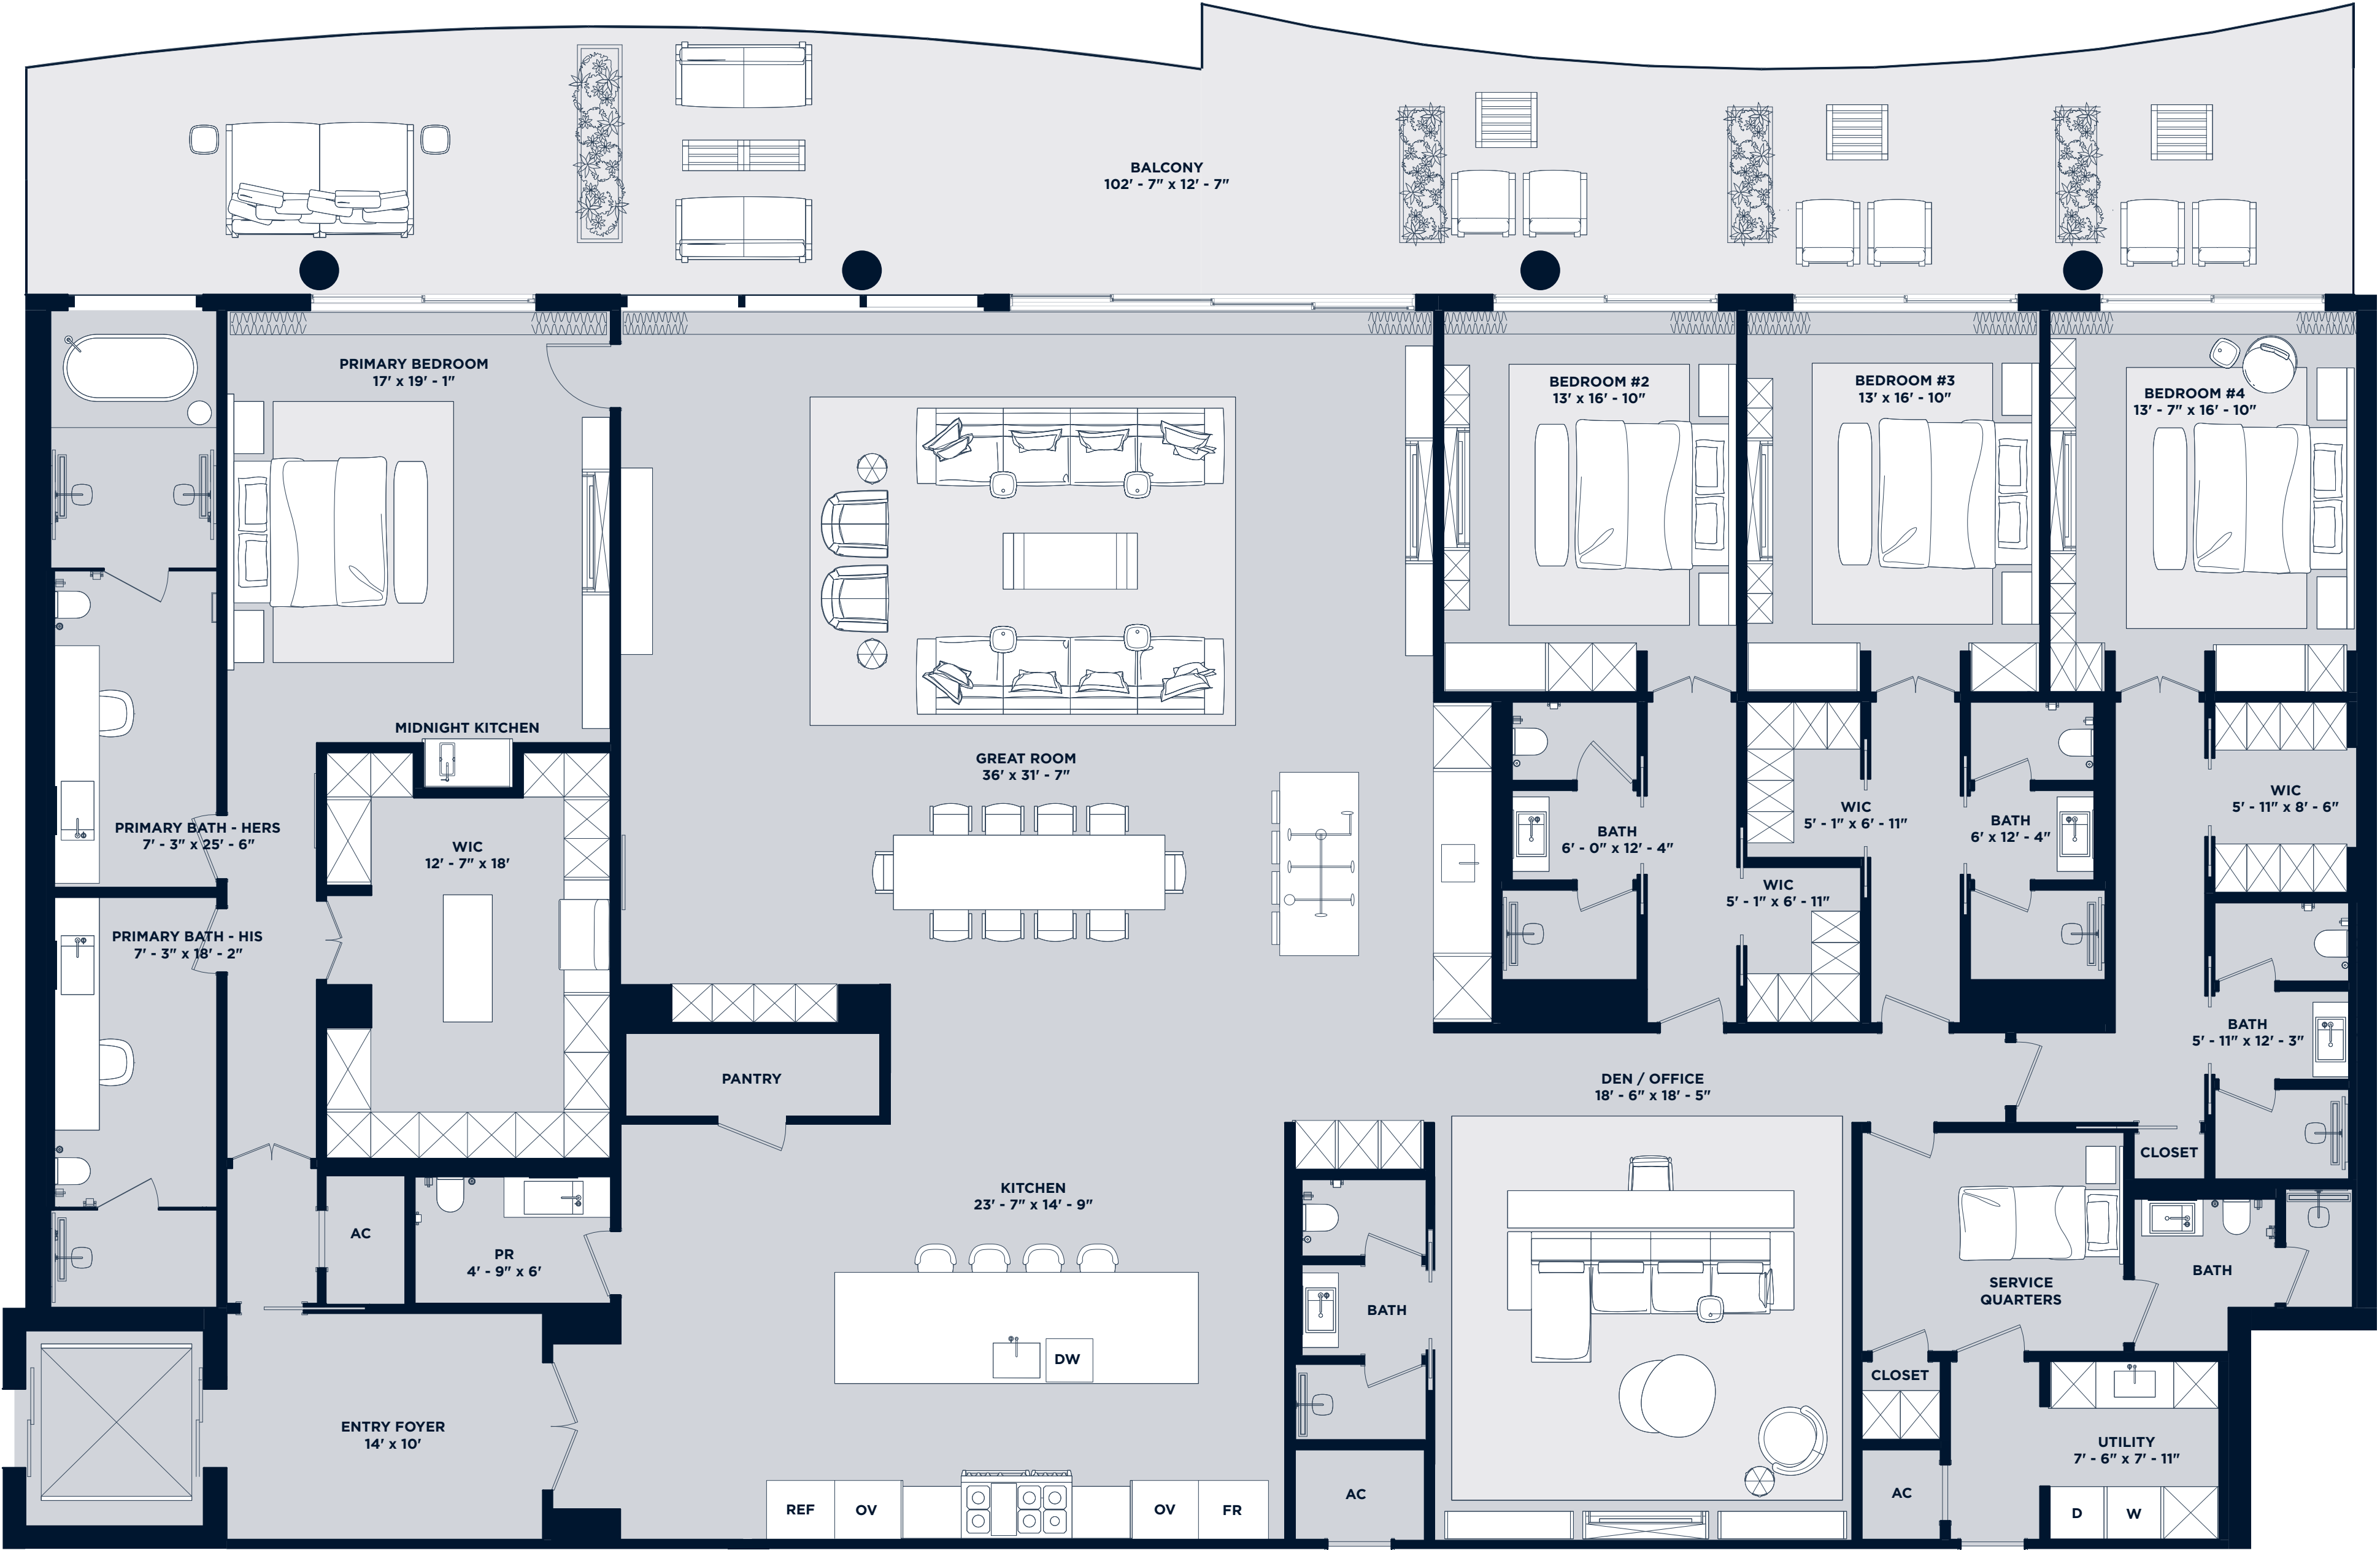 BALCONY
102' - 7" x 12' - 7"
PRIMARY BEDROOM
17' x 19' - 1"
BEDROOM #2
13' x 16' - 10"
BEDROOM #3
13' x 16' - 10"
BEDROOM #4
13' - 7" x 16' - 10"
MIDNIGHT KITCHEN
GREAT ROOM
36' x 31' - 7"
PRIMARY BATH - HERS
7' - 3" x 25' - 6"
WIC
12' - 7" x 18'
BATH
6' - 0" x 12' - 4"
WIC
5' - 1" x 6' - 11"
BATH
6' x 12' - 4"
WIC
5' - 11" x 8' - 6"
WIC
5' - 1" x 6' - 11"
PRIMARY BATH - HIS
7' - 3" x 18' - 2"
BATH
5' - 11" x 12' - 3"
PANTRY
DEN / OFFICE
18' - 6" x 18' - 5"
CLOSET
KITCHEN
23' - 7" x 14' - 9"
AC
PR
4' - 9" x 6'
BATH
SERVICE
QUARTERS
BATH
DW
CLOSET
ENTRY FOYER
14' x 10'
UTILITY
7' - 6" x 7' - 11"
REF
OV
OV
FR
AC
AC
D
W